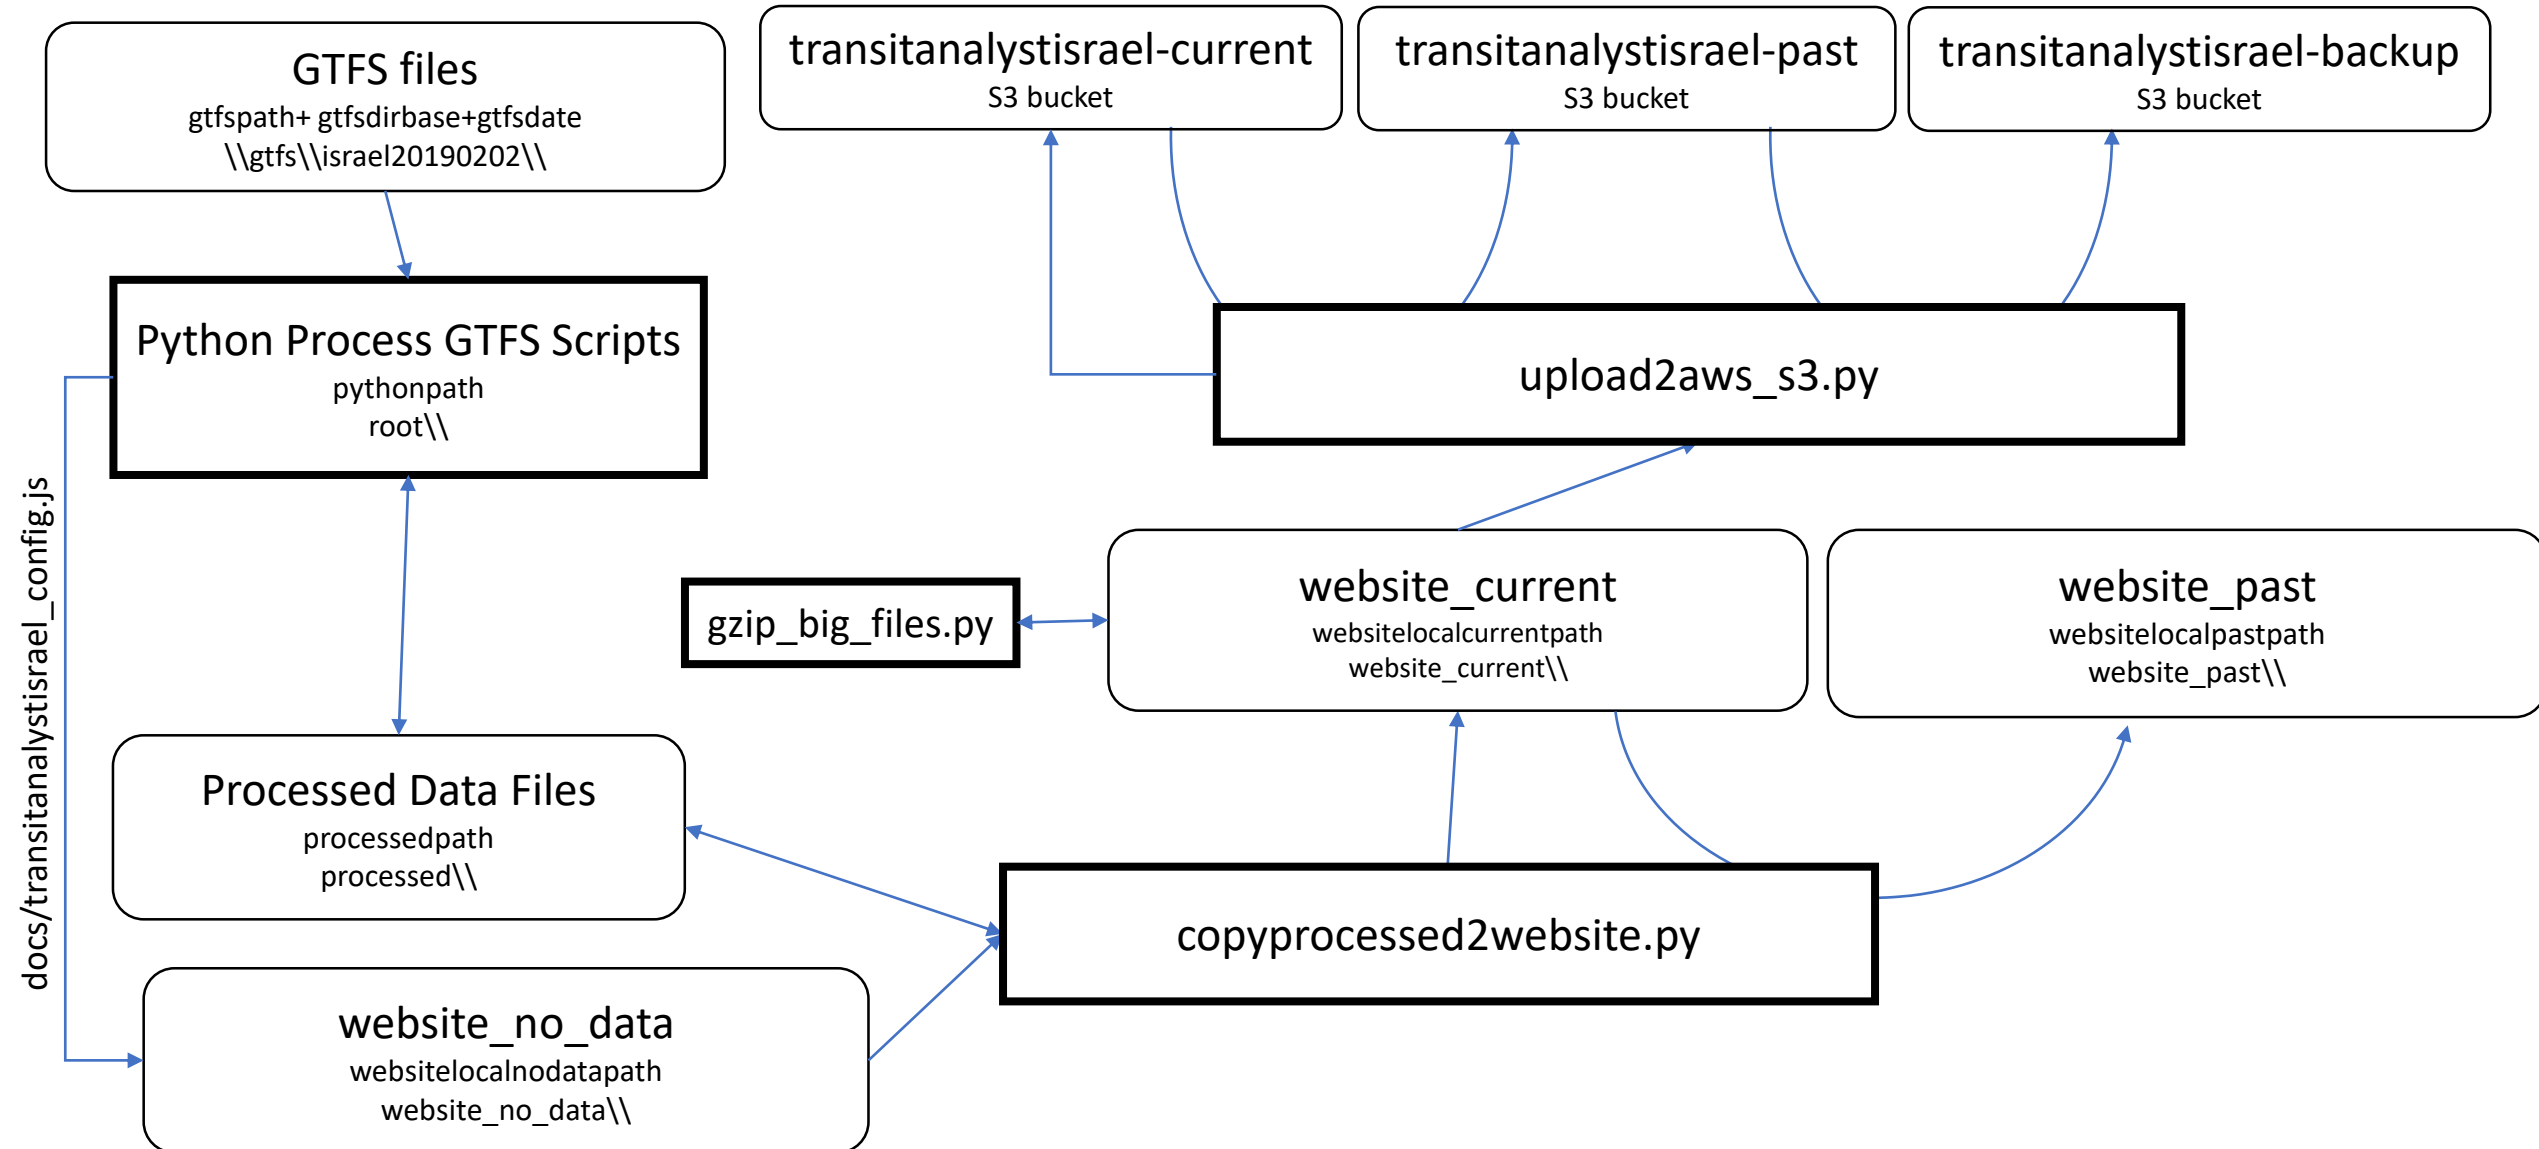 GTFS files
gtfspath+ gtfsdirbase+gtfsdate
\\gtfs\\israel20190202\\
transitanalystisrael-current
S3 bucket
transitanalystisrael-past
S3 bucket
transitanalystisrael-backup
S3 bucket
Python Process GTFS Scripts
pythonpath
root\\
upload2aws_s3.py
docs/transitanalystisrael_config.js
gzip_big_files.py
website_current
websitelocalcurrentpath
website_current\\
website_past
websitelocalpastpath
website_past\\
Processed Data Files
processedpath
processed\\
copyprocessed2website.py
website_no_data
websitelocalnodatapath
website_no_data\\